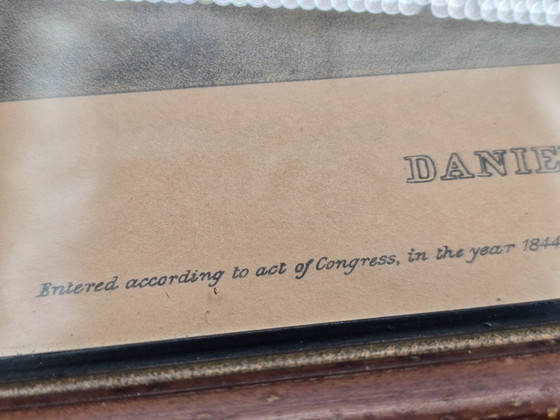 DANIE
Entered according to act of Congress, in the year 1844